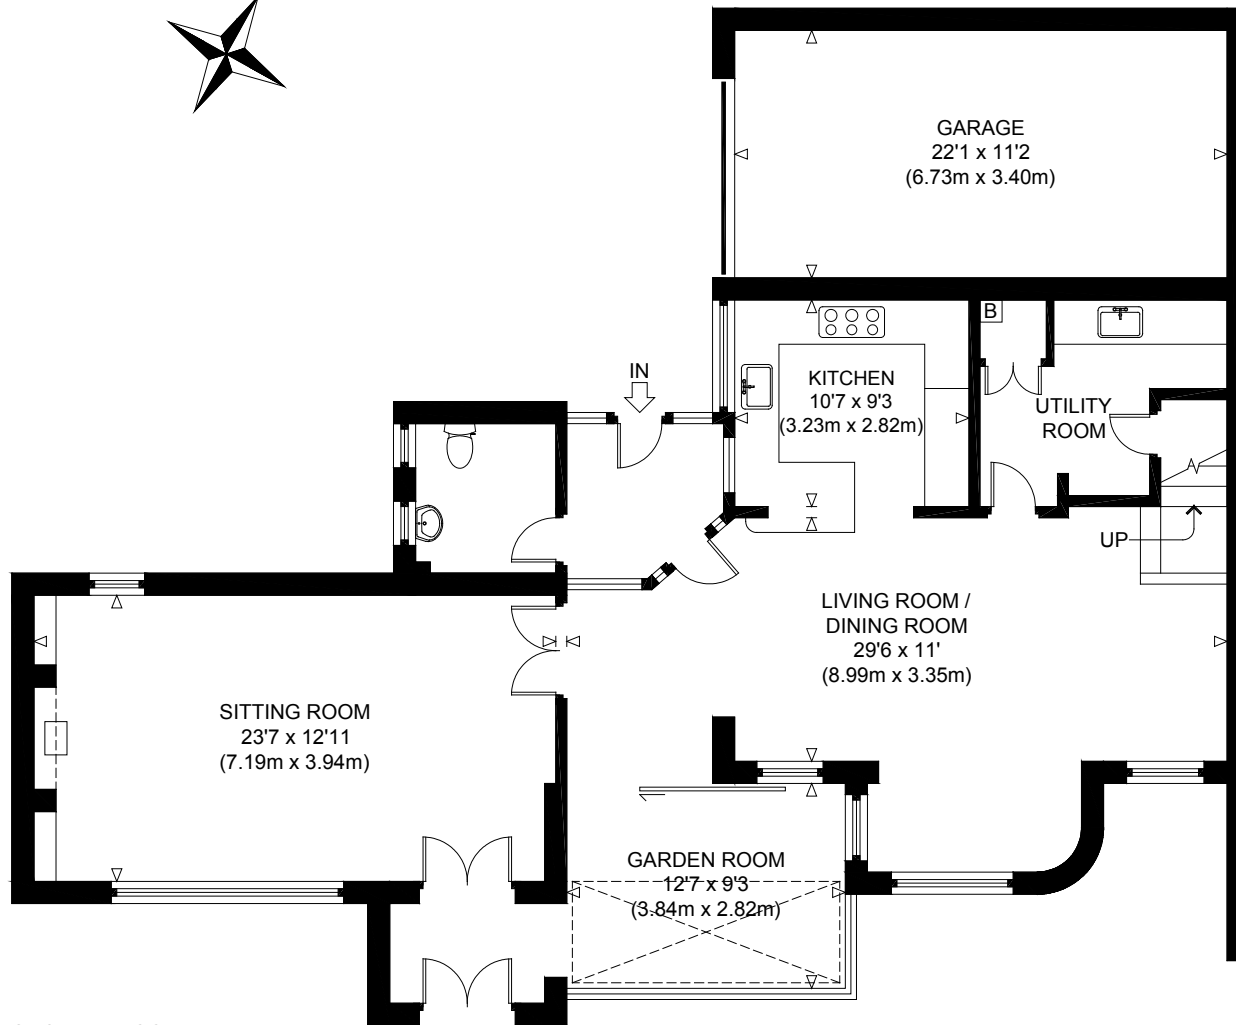 GARAGE
22'1 x 11'2
(6.73m x 3.40m)
IN
KITCHEN
10'7 x 9'3
(3.23m x 2.82m)
B
UTILITY
ROOM
UP
LIVING ROOM /
DINING ROOM
29'6 x 11'
(8.99m x 3.35m)
SITTING ROOM
23'7 x 12'11
(7.19m x 3.94m)
GARDEN ROOM
12'7 x 9'3
(3.84m x 2.82m)